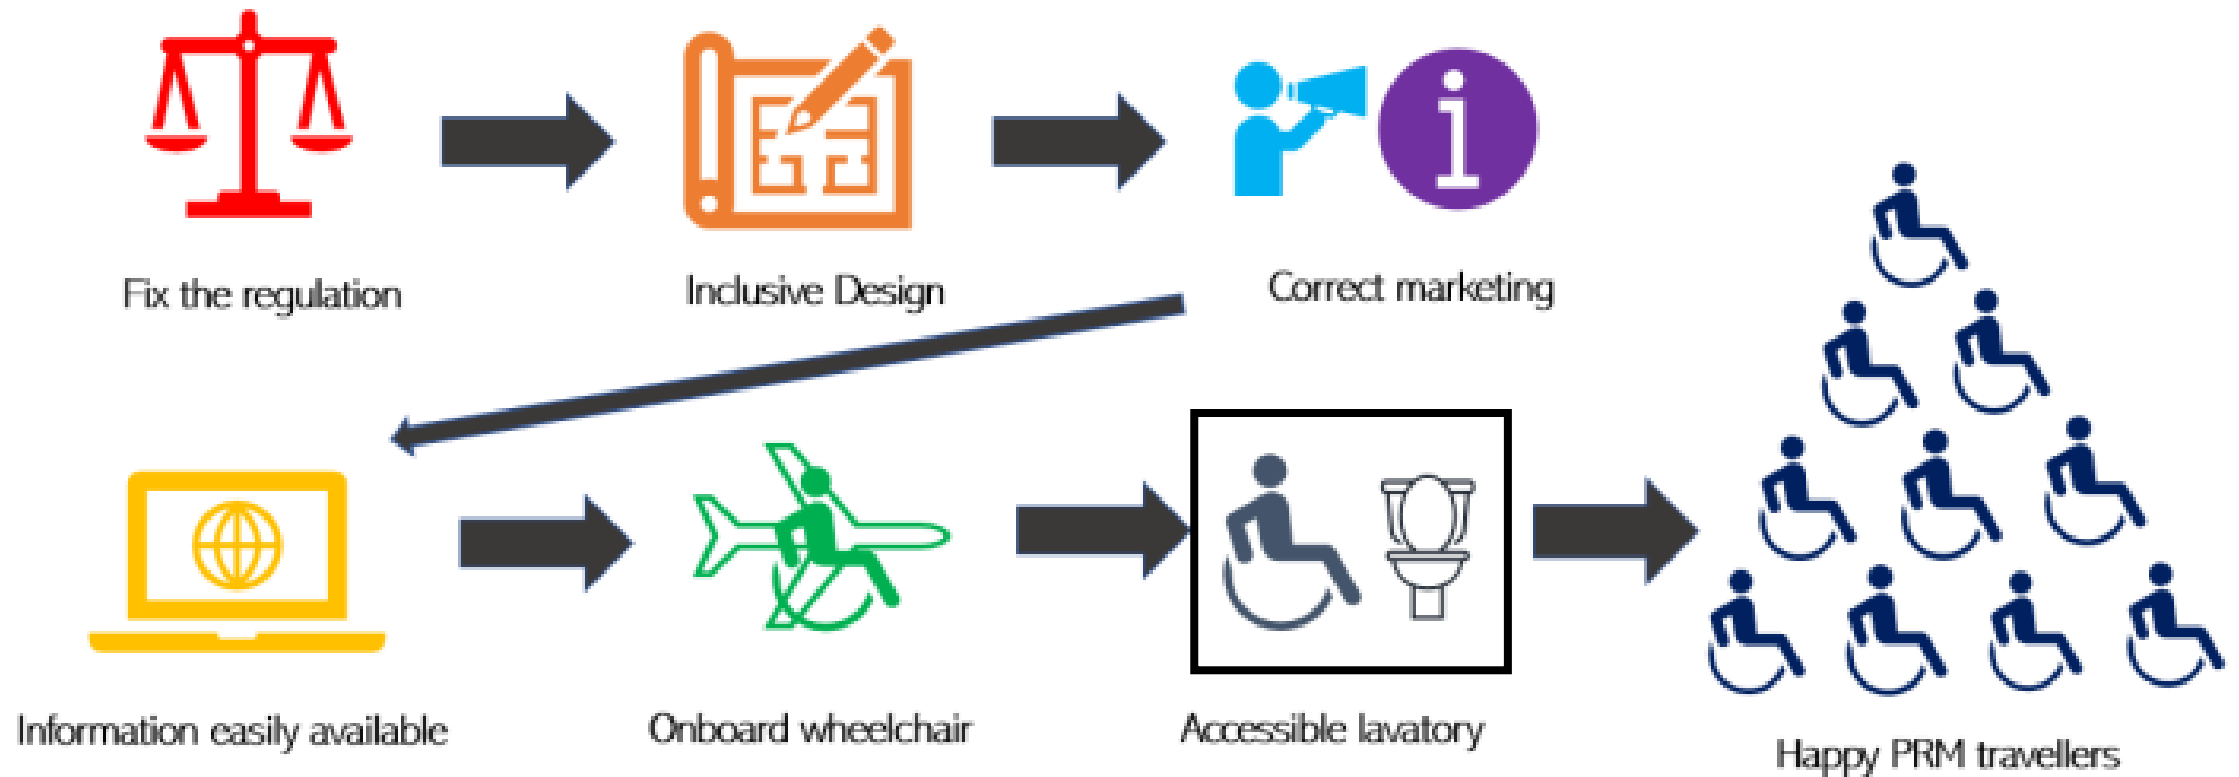 Fix the regulation
Inclusive Design
Correct marketing
Information easily available
Onboard wheelchair
Accessible lavatory
Happy PRM travellers